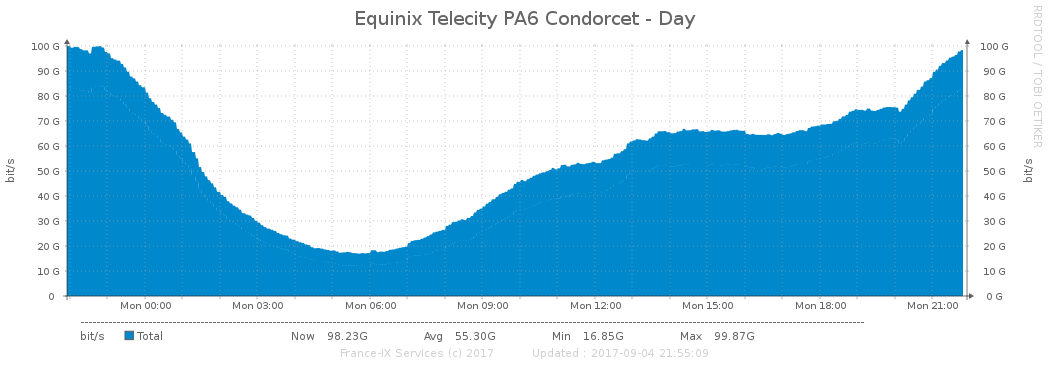 Equinix Telecity PA6 Condorcet - Day
RRDTOOL / TOBI OETIKER
bit/s
100 G
90 G
80 G
70 G
60 G
50 G
40 G
30 G
20 G
10 G
0
100 G
90 G
80 G
70 G
60 G
50 G
40 G
30 G
20 G
10 G
0 G
bit/s
Mon 00:00 Mon 03:00 Mon 06:00 Mon 09:00 Mon 12:00 Mon 15:00 Mon 18:00 Mon 21:00
bit/s Total Now 98.23G Avg 55.30G Min 16.85G Max 99.87G
France-IX Services (c) 2017 Updated : 2017-09-04 21:55:09